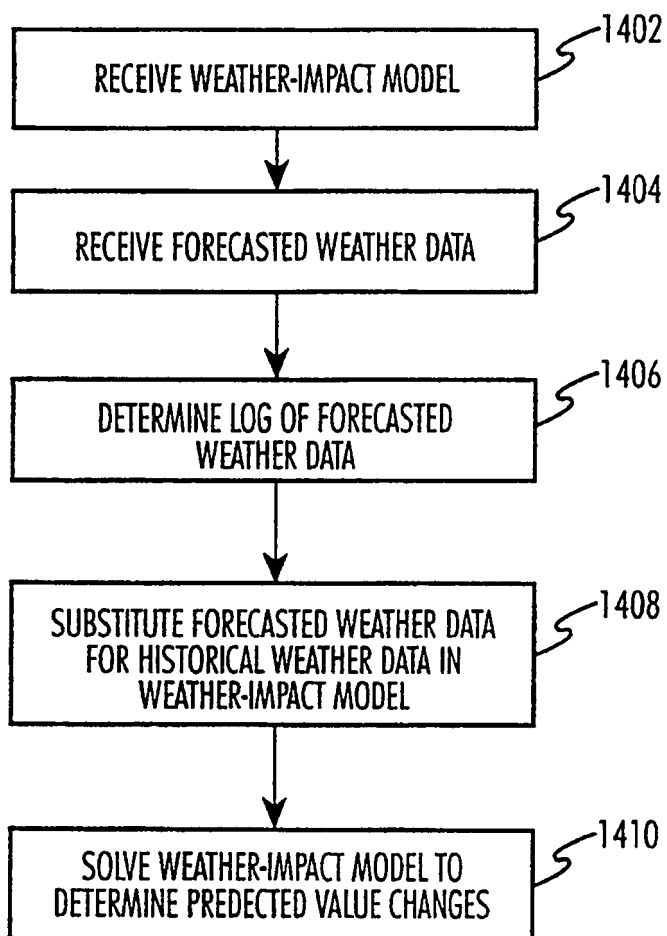 1402
RECEIVE WEATHER-IMPACT MODEL
1404
RECEIVE FORECASTED WEATHER DATA
1406
DETERMINE LOG OF FORECASTED
WEATHER DATA
1408
SUBSTITUTE FORECASTED WEATHER DATA
FOR HISTORICAL WEATHER DATA IN
WEATHER-IMPACT MODEL
1410
SOLVE WEATHER-IMPACT MODEL TO
DETERMINE PREDECTED VALUE CHANGES